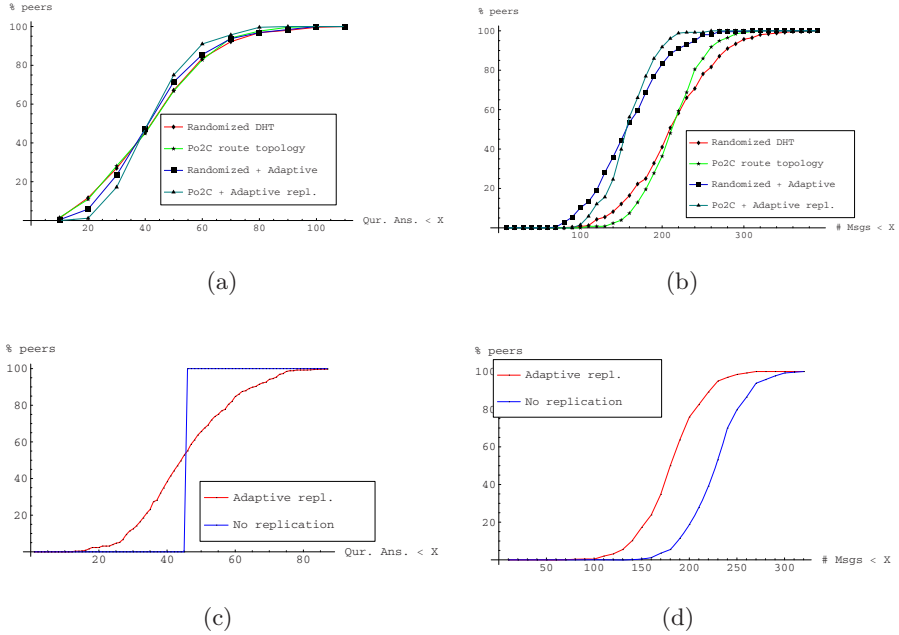 % peers
100
80
60
40
20
Randomized DHT
Po2C route topology
Randomized + Adaptive
Po2C + Adaptive repl.
20 40 60 80 100 Qur. Ans. < X
(a)
% peers
100
80
60
40
20
Randomized DHT
Po2C route topology
Randomized + Adaptive
Po2C + Adaptive repl.
100 200 300 # Msgs < X
(b)
% peers
100
80
60
40
20
Adaptive repl.
No replication
20 40 60 80 Qur. Ans. < X
(c)
% peers
100
80
60
40
20
Adaptive repl.
No replication
50 100 150 200 250 300 # Msgs < X
(d)